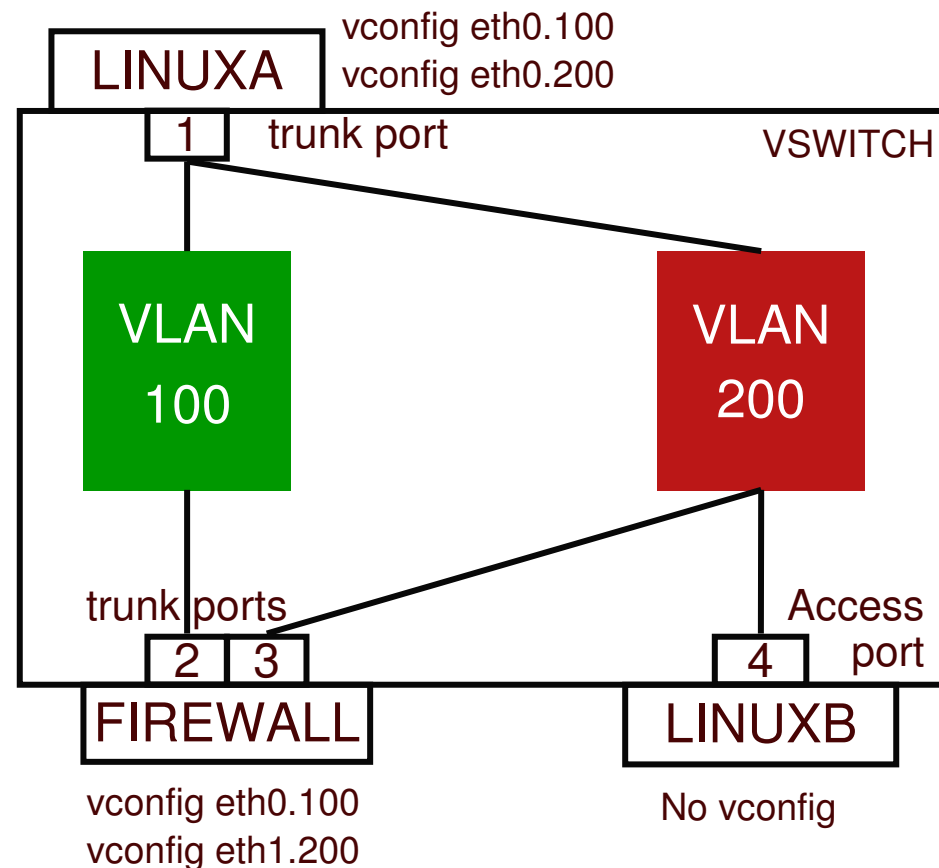 vconfig eth0.100
vconfig eth0.200
LINUXA
1
trunk port
VSWITCH
VLAN
100
VLAN
200
trunk ports
2
3
Access
port
4
FIREWALL
LINUXB
vconfig eth0.100
vconfig eth1.200
No vconfig